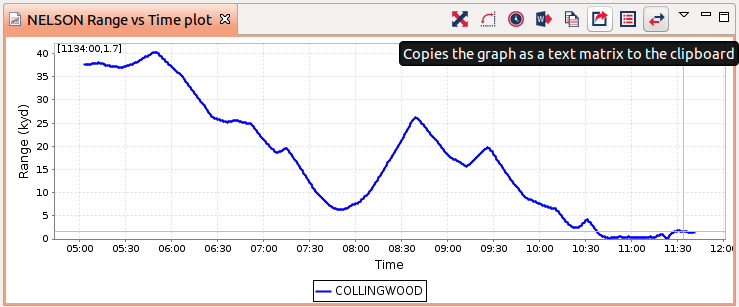 NELSON Range vs Time plot
Copies the graph as a text matrix to the clipboard
[1134:00,1.7]
40
35
30
25
20
15
10
5
0
Range (kyd)
05:00 05:30 06:00 06:30 07:00 07:30 08:00 08:30 09:00 09:30 10:00 10:30 11:00 11:30 12:00
Time
COLLINGWOOD